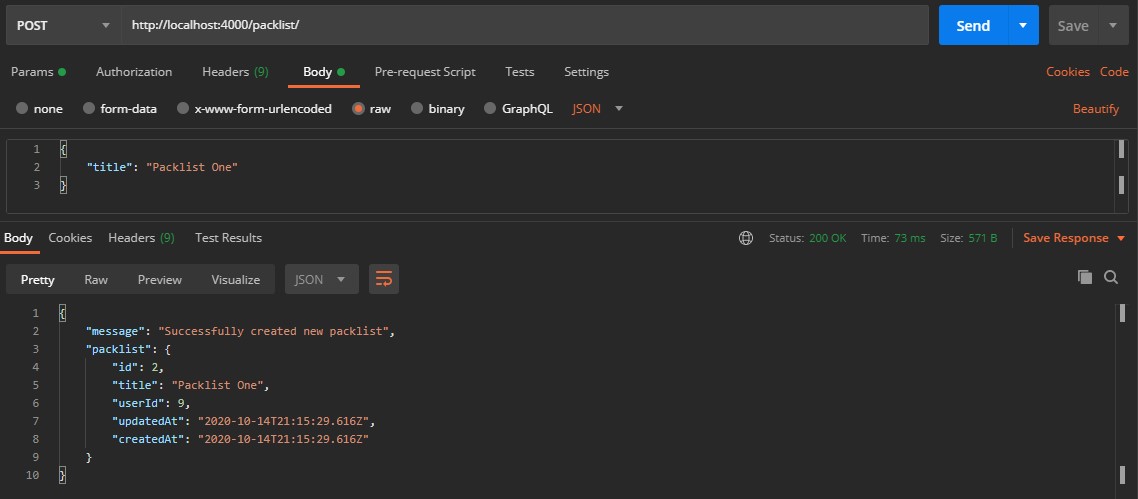 POST http://localhost:4000/packlist/ Send Save
Params Authorization Headers (9) Body Pre-request Script Tests Settings Cookies Code
none form-data x-www-form-urlencoded raw binary GraphQL JSON Beautify
1 {
2 "title": "Packlist One"
3 }
Body Cookies Headers (9) Test Results Status: 200 OK Time: 73 ms Size: 571 B Save Response
Pretty Raw Preview Visualize JSON
1 {
2 "message": "Successfully created new packlist",
3 "packlist": {
4 "id": 2,
5 "title": "Packlist One",
6 "userId": 9,
7 "updatedAt": "2020-10-14T21:15:29.616Z",
8 "createdAt": "2020-10-14T21:15:29.616Z"
9 }
10 }